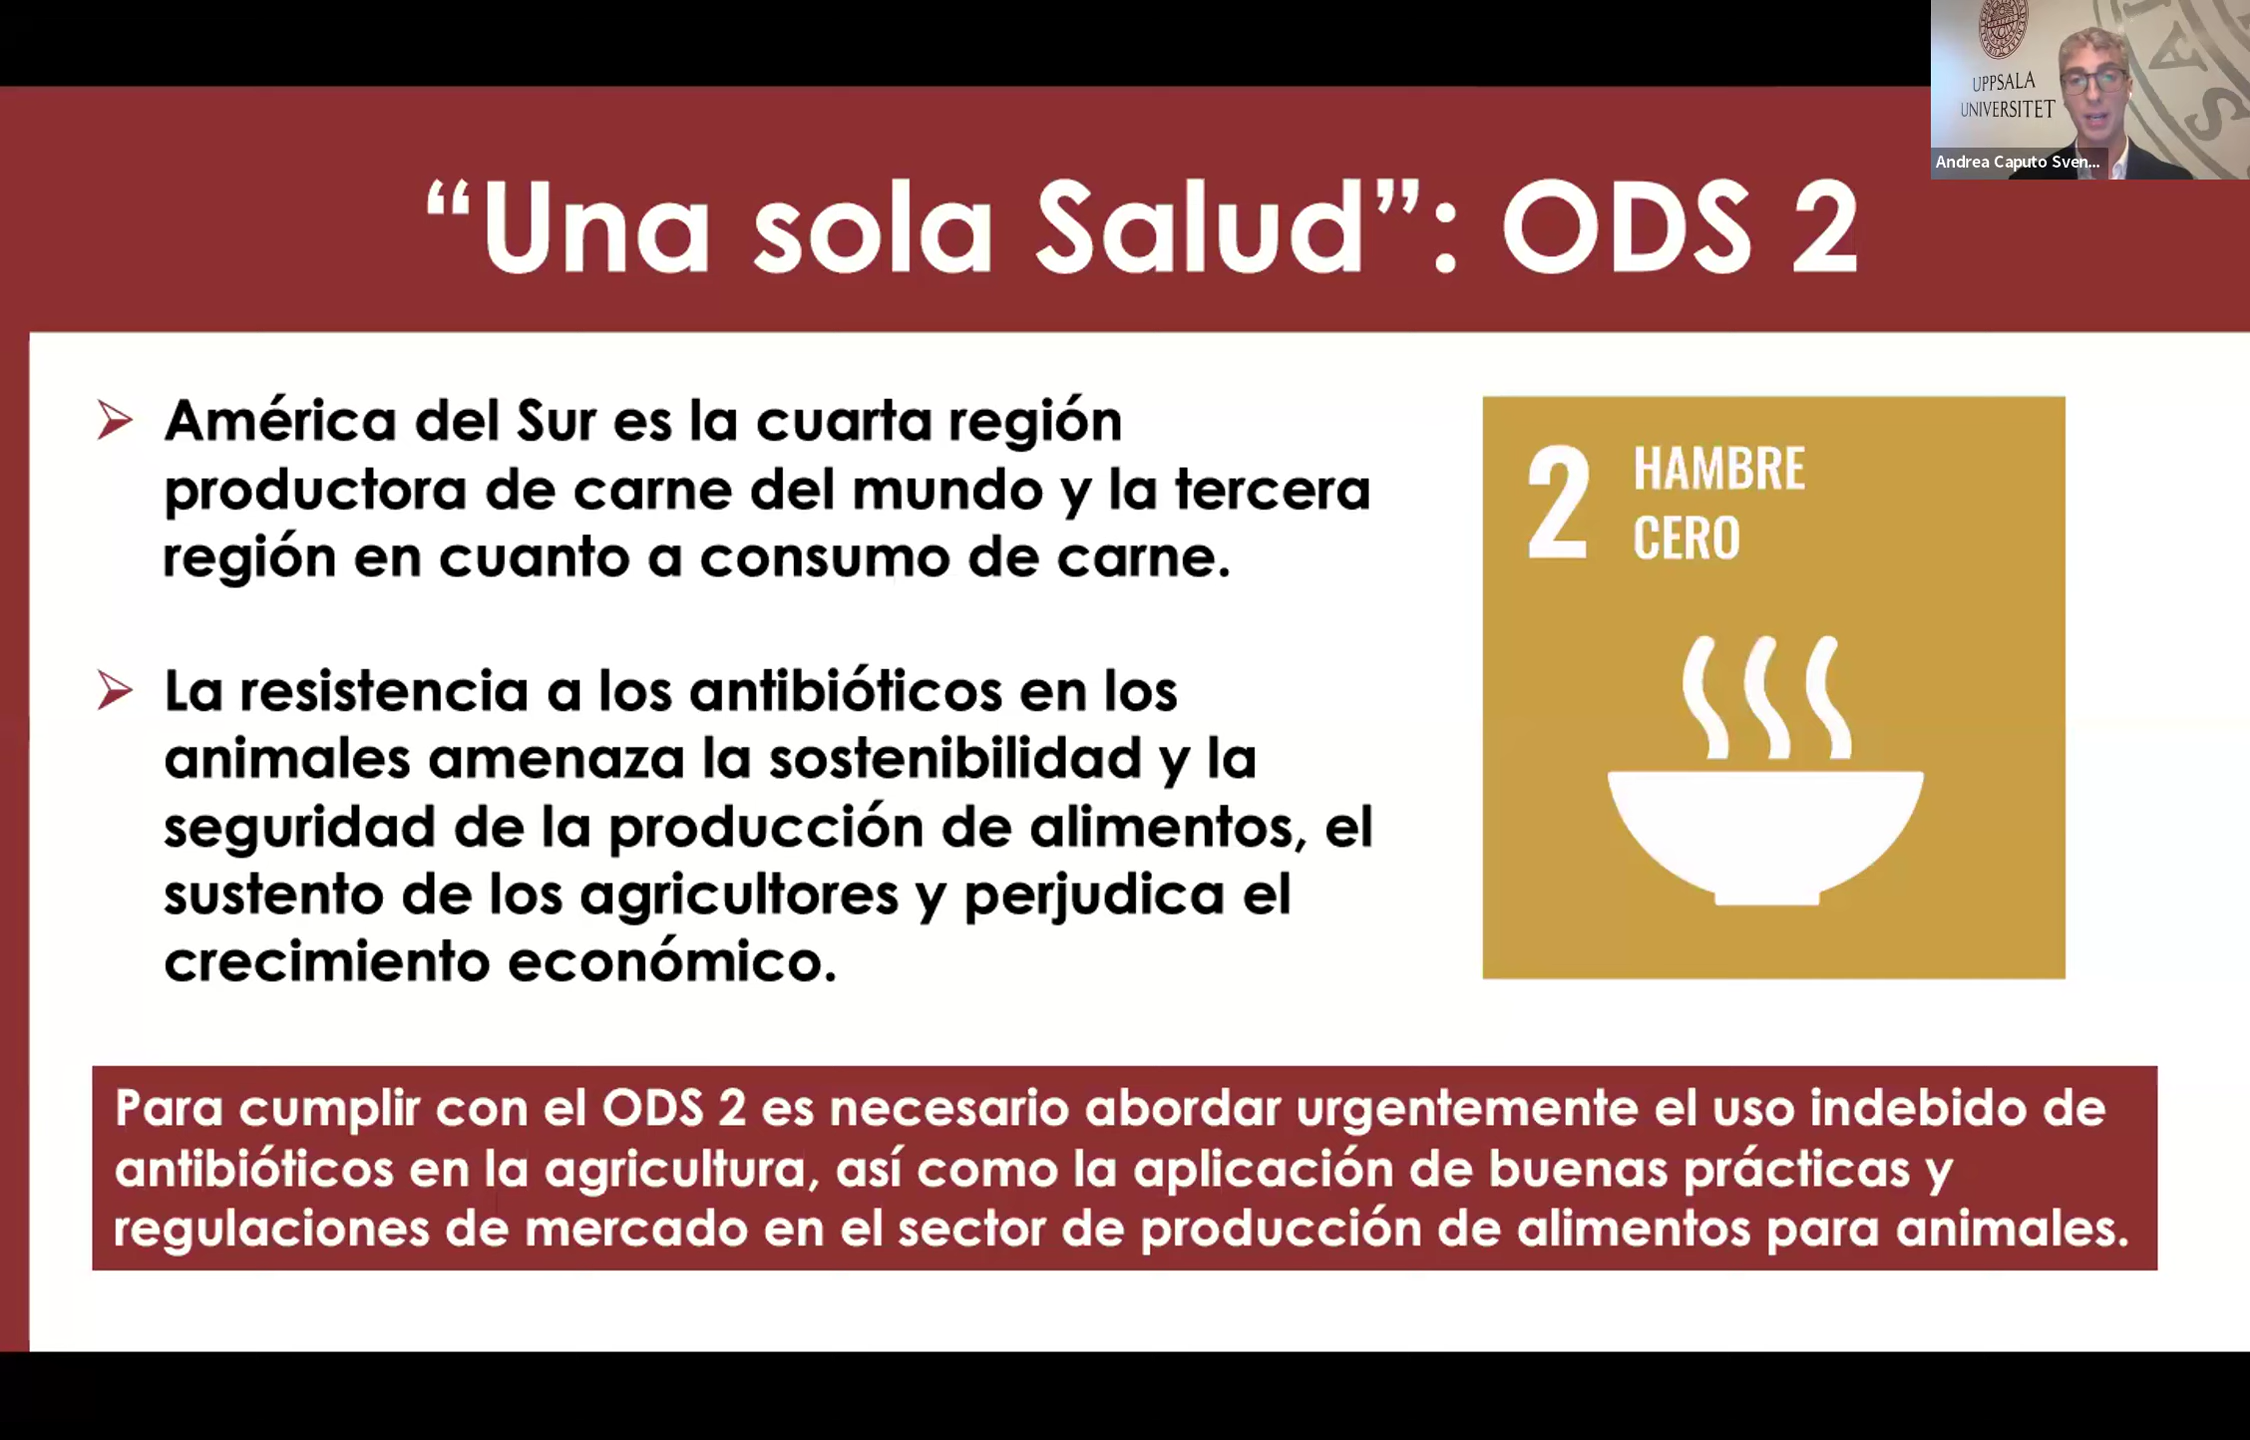 UPPSALA
UNIVERSITET
Andrea Caputo Sven...
“Una sola Salud”: ODS 2
América del Sur es la cuarta región
productora de carne del mundo y la tercera
región en cuanto a consumo de carne.
La resistencia a los antibióticos en los
animales amenaza la sostenibilidad y la
seguridad de la producción de alimentos, el
sustento de los agricultores y perjudica el
crecimiento económico.
2 HAMBRE
CERO
Para cumplir con el ODS 2 es necesario abordar urgentemente el uso indebido de
antibióticos en la agricultura, así como la aplicación de buenas prácticas y
regulaciones de mercado en el sector de producción de alimentos para animales.